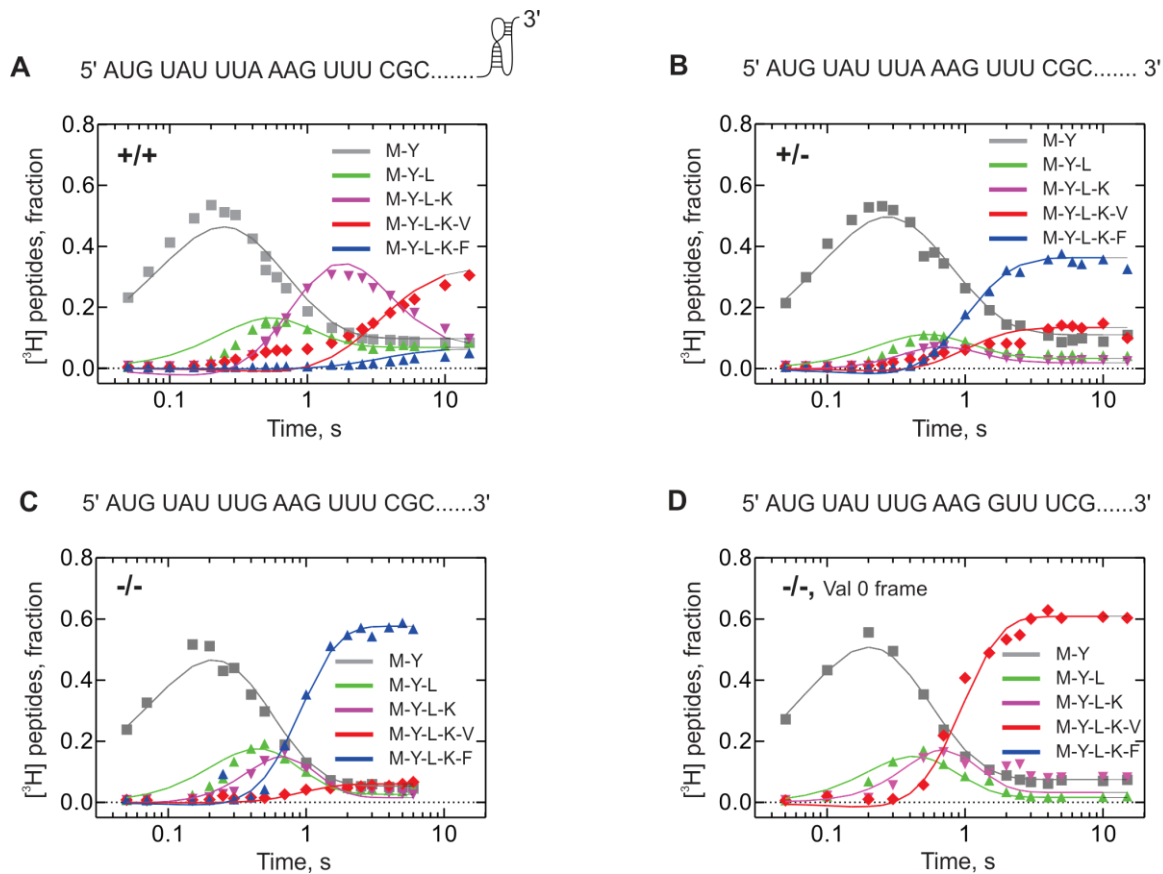 A
5' AUG UAU UUA AAG UUU CGC....... 3'
+/+
M-Y
M-Y-L
M-Y-L-K
M-Y-L-K-V
M-Y-L-K-F
[³H] peptides, fraction
0.8
0.6
0.4
0.2
0.0
0.1 1 10
Time, s
B
5' AUG UAU UUA AAG UUU CGC....... 3'
+/-
M-Y
M-Y-L
M-Y-L-K
M-Y-L-K-V
M-Y-L-K-F
[³H] peptides, fraction
0.8
0.6
0.4
0.2
0.0
0.1 1 10
Time, s
C
5' AUG UAU UUG AAG UUU CGC......3'
-/-
M-Y
M-Y-L
M-Y-L-K
M-Y-L-K-V
M-Y-L-K-F
[³H] peptides, fraction
0.8
0.6
0.4
0.2
0.0
0.1 1 10
Time, s
D
5' AUG UAU UUG AAG GUU UCG......3'
-/-, Val 0 frame
M-Y
M-Y-L
M-Y-L-K
M-Y-L-K-V
M-Y-L-K-F
[³H] peptides, fraction
0.8
0.6
0.4
0.2
0.0
0.1 1 10
Time, s